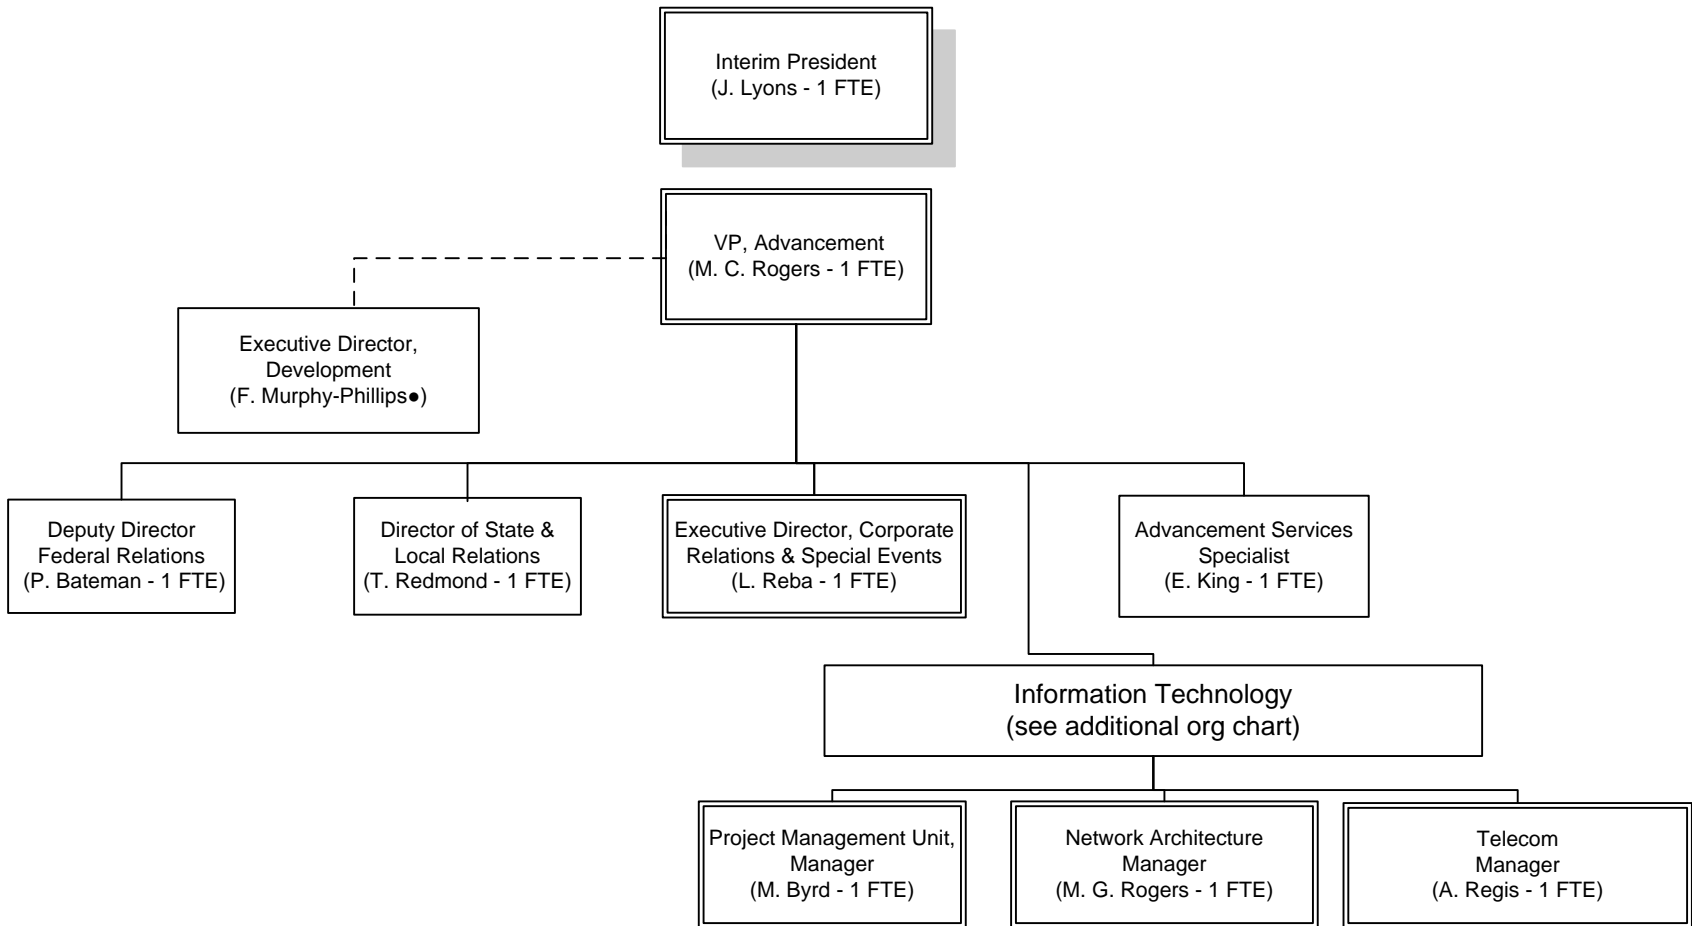 Interim President
(J. Lyons - 1 FTE)
VP, Advancement
(M. C. Rogers - 1 FTE)
Executive Director,
Development
(F. Murphy-Phillips●)
Deputy Director
Federal Relations
(P. Bateman - 1 FTE)
Director of State &
Local Relations
(T. Redmond - 1 FTE)
Executive Director, Corporate
Relations & Special Events
(L. Reba - 1 FTE)
Advancement Services
Specialist
(E. King - 1 FTE)
Information Technology
(see additional org chart)
Project Management Unit,
Manager
(M. Byrd - 1 FTE)
Network Architecture
Manager
(M. G. Rogers - 1 FTE)
Telecom
Manager
(A. Regis - 1 FTE)